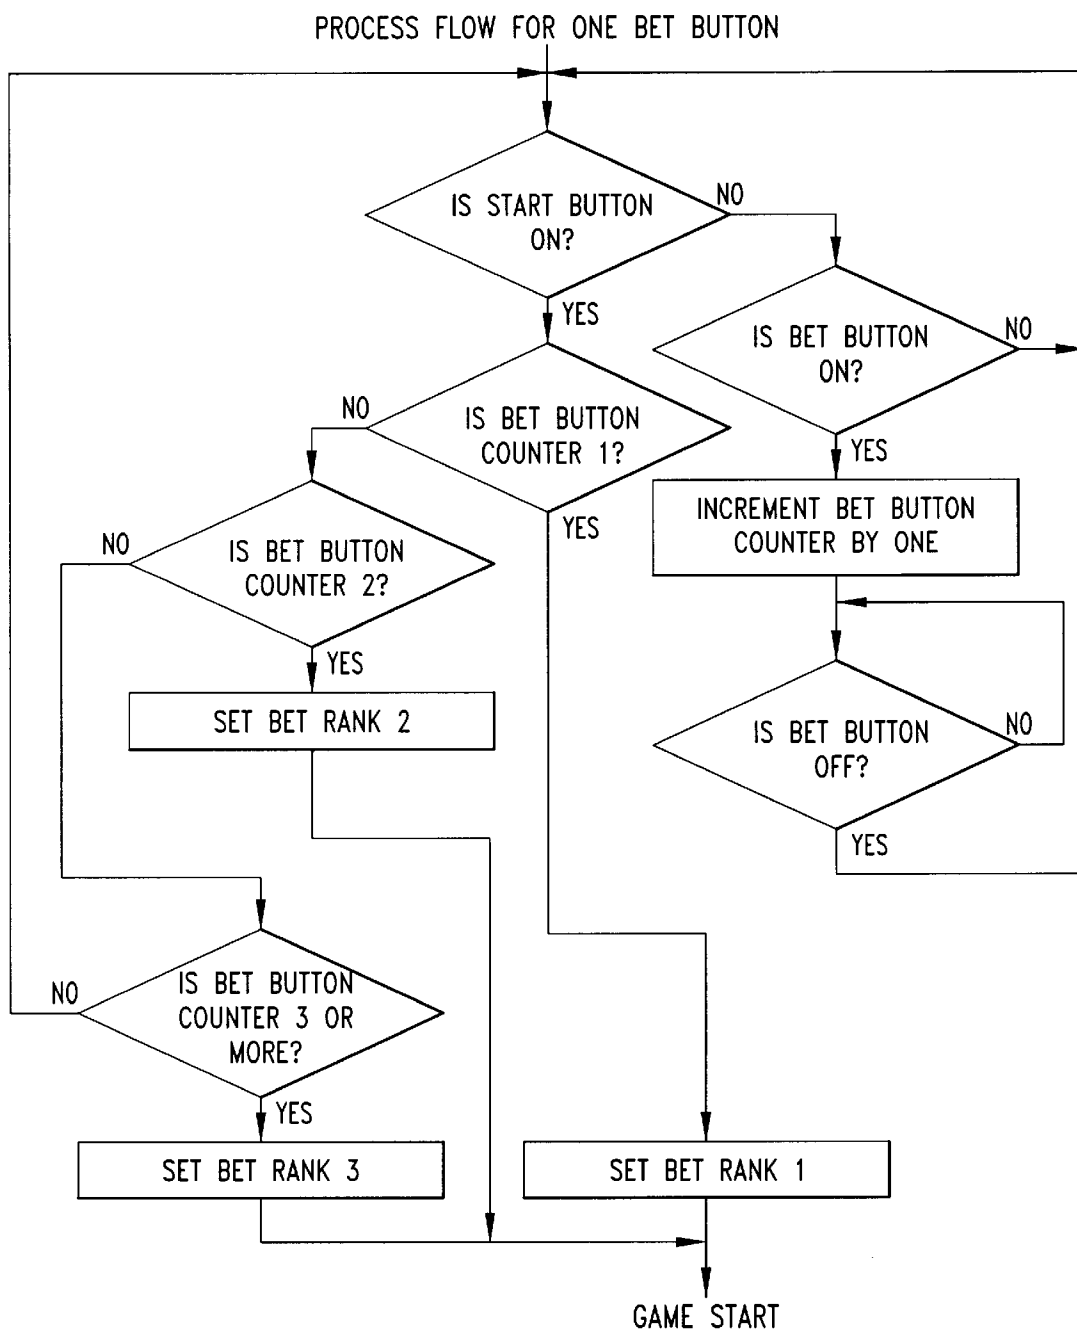 PROCESS FLOW FOR ONE BET BUTTON
IS START BUTTON
ON?
NO
YES
IS BET BUTTON
ON?
NO
YES
IS BET BUTTON
COUNTER 1?
NO
YES
INCREMENT BET BUTTON
COUNTER BY ONE
IS BET BUTTON
COUNTER 2?
NO
YES
SET BET RANK 2
IS BET BUTTON
OFF?
NO
YES
IS BET BUTTON
COUNTER 3 OR
MORE?
NO
YES
SET BET RANK 3
SET BET RANK 1
GAME START